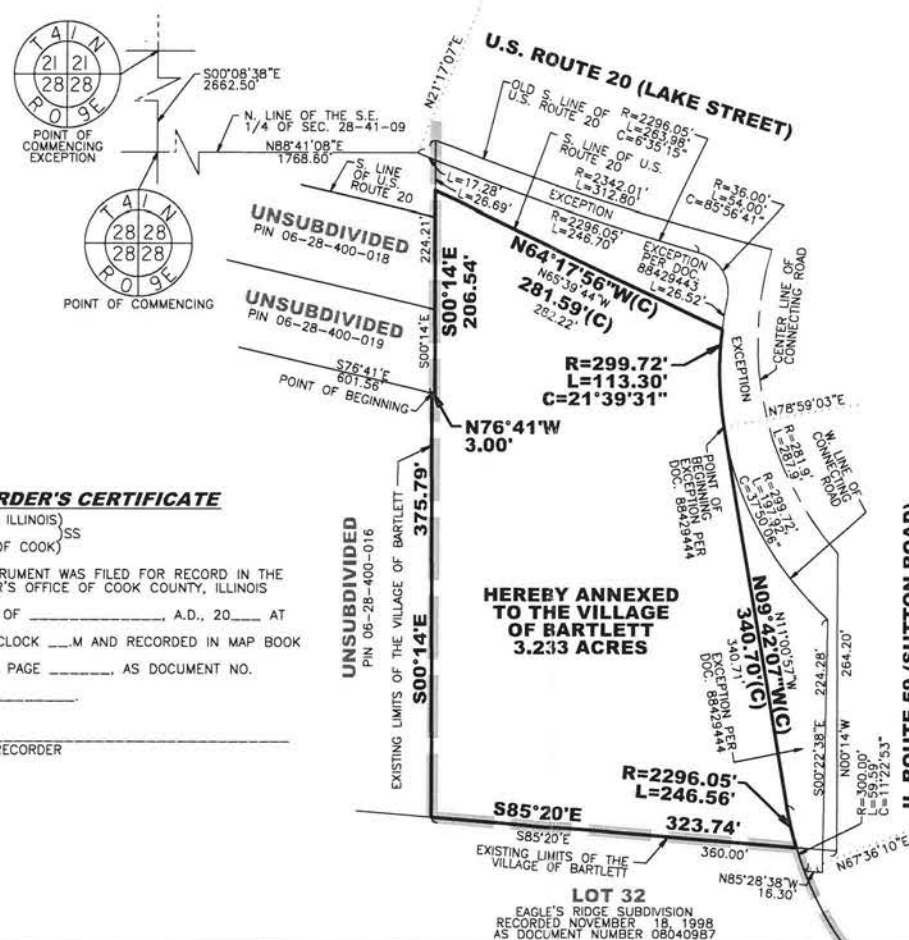 T41N
21 21
28 28
R09E
POINT OF
COMMENCING
EXCEPTION
S00°08'38"E
2662.50'
N. LINE OF THE S.E.
1/4 OF SEC. 28-41-09
N88°41'08"E
1768.60'
T41N
28 28
28 28
R09E
POINT OF COMMENCING
N21°17'07"E
U.S. ROUTE 20 (LAKE STREET)
OLD S. LINE OF
U.S. ROUTE 20
R=2296.05'
L=263.98'
C=6°35'15"
S. LINE OF U.S.
ROUTE 20
R=2342.01'
L=312.80'
R=36.00'
L=54.00'
C=85°56'41"
S. LINE
OF U.S.
ROUTE 20
L=17.28'
L=26.69'
EXCEPTION
R=2296.05'
L=246.70'
EXCEPTION
PER DOC.
88429443
L=26.52'
UNSUBDIVIDED
PIN 06-28-400-018
224.21'
S00°14'E
206.54'
N64°17'56"W(C)
N65°39'44"W
281.59'(C)
282.22'
UNSUBDIVIDED
PIN 06-28-400-019
S00°14'E
S76°41'E
601.56'
POINT OF BEGINNING
N76°41'W
3.00'
R=299.72'
L=113.30'
C=21°39'31"
EXCEPTION
CENTER LINE OF
CONNECTING ROAD
N78°59'03"E
R=281.9'
L=287.9'
W. LINE OF
CONNECTING
ROAD
R=299.72'
L=197.92'
C=37°50'06"
POINT OF
BEGINNING
EXCEPTION PER
DOC. 88429444
RDER'S CERTIFICATE
ILLINOIS)
)SS
OF COOK)
RUMENT WAS FILED FOR RECORD IN THE
R'S OFFICE OF COOK COUNTY, ILLINOIS
OF ______________, A.D., 20___ AT
CLOCK ___M AND RECORDED IN MAP BOOK
PAGE _______, AS DOCUMENT NO.
RECORDER
UNSUBDIVIDED
PIN 06-28-400-016
EXISTING LIMITS OF THE VILLAGE OF BARTLETT
S00°14'E 375.79'
HEREBY ANNEXED
TO THE VILLAGE
OF BARTLETT
3.233 ACRES
N11°00'57"W
N09°42'07"W(C)
340.70'(C)
340.71'
EXCEPTION PER
DOC. 88429444
S00°22'38"E 224.28'
N00°14'W 264.20'
R=2296.05'
L=246.56'
R=300.00'
L=59.59'
C=11°22'53"
S85°20'E 323.74'
S85°20'E 360.00'
EXISTING LIMITS OF THE
VILLAGE OF BARTLETT
N85°28'38"W
16.30'
N67°36'10"E
LOT 32
EAGLE'S RIDGE SUBDIVISION
RECORDED NOVEMBER 18, 1998
AS DOCUMENT NUMBER 08040987